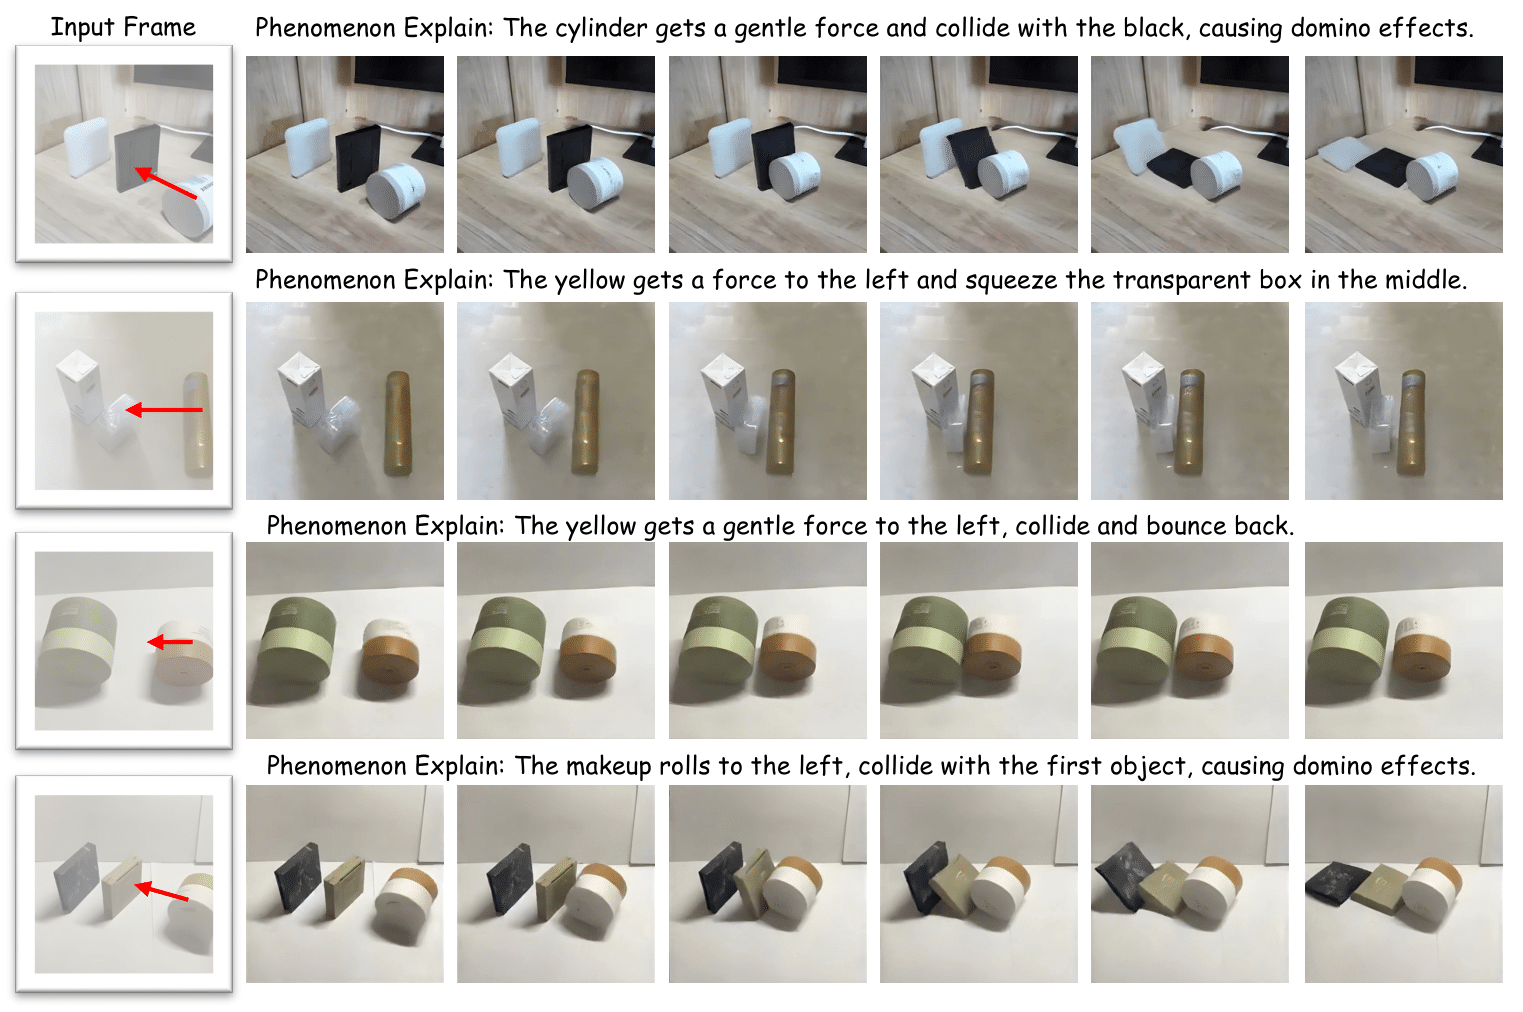 Input Frame
Phenomenon Explain: The cylinder gets a gentle force and collide with the black, causing domino effects.
Phenomenon Explain: The yellow gets a force to the left and squeeze the transparent box in the middle.
Phenomenon Explain: The yellow gets a gentle force to the left, collide and bounce back.
Phenomenon Explain: The makeup rolls to the left, collide with the first object, causing domino effects.